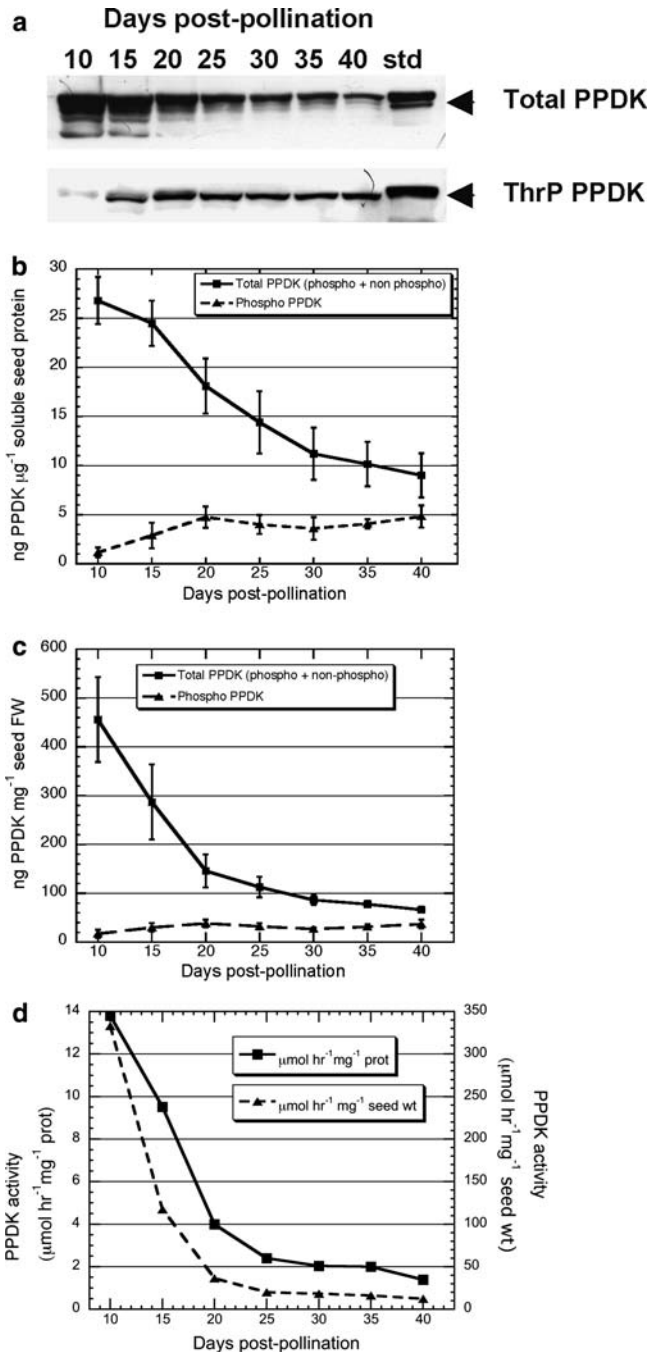 a
Days post-pollination
10 15 20 25 30 35 40 std
Total PPDK
ThrP PPDK
b
30
25
20
15
10
5
0
ng PPDK µg⁻¹ soluble seed protein
Total PPDK (phospho + non phospho)
Phospho PPDK
10 15 20 25 30 35 40
Days post-pollination
c
600
500
400
300
200
100
0
ng PPDK mg⁻¹ seed FW
Total PPDK (phospho + non-phospho)
Phospho PPDK
10 15 20 25 30 35 40
Days post-pollination
d
14
12
10
8
6
4
2
0
PPDK activity
(µmol hr⁻¹mg⁻¹ prot)
µmol hr⁻¹mg⁻¹ prot
µmol hr⁻¹ mg⁻¹ seed wt
350
300
250
200
150
100
50
0
PPDK activity
(µmol hr⁻¹mg⁻¹ seed wt)
10 15 20 25 30 35 40
Days post-pollination